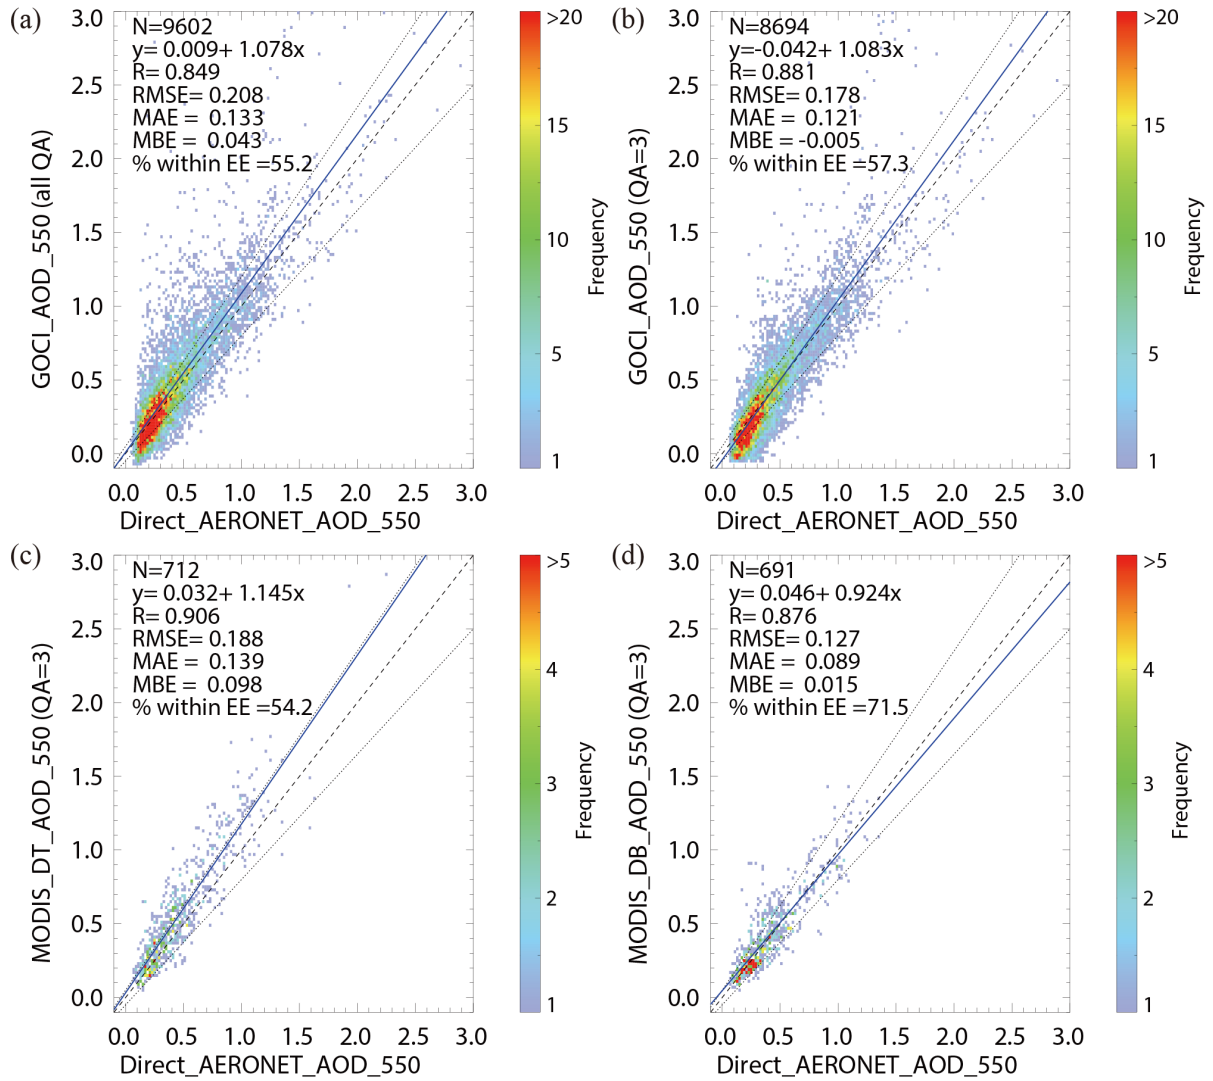 (a)
N=9602
y= 0.009+ 1.078x
R= 0.849
RMSE= 0.208
MAE = 0.133
MBE = 0.043
% within EE =55.2
GOCI_AOD_550 (all QA)
3.0
2.5
2.0
1.5
1.0
0.5
0.0
0.0 0.5 1.0 1.5 2.0 2.5 3.0
Direct_AERONET_AOD_550
>20
15
10
5
1
Frequency
(b)
N=8694
y=-0.042+ 1.083x
R= 0.881
RMSE= 0.178
MAE = 0.121
MBE = -0.005
% within EE =57.3
GOCI_AOD_550 (QA=3)
3.0
2.5
2.0
1.5
1.0
0.5
0.0
0.0 0.5 1.0 1.5 2.0 2.5 3.0
Direct_AERONET_AOD_550
>20
15
10
5
1
Frequency
(c)
N=712
y= 0.032+ 1.145x
R= 0.906
RMSE= 0.188
MAE = 0.139
MBE = 0.098
% within EE =54.2
MODIS_DT_AOD_550 (QA=3)
3.0
2.5
2.0
1.5
1.0
0.5
0.0
0.0 0.5 1.0 1.5 2.0 2.5 3.0
Direct_AERONET_AOD_550
>5
4
3
2
1
Frequency
(d)
N=691
y= 0.046+ 0.924x
R= 0.876
RMSE= 0.127
MAE = 0.089
MBE = 0.015
% within EE =71.5
MODIS_DB_AOD_550 (QA=3)
3.0
2.5
2.0
1.5
1.0
0.5
0.0
0.0 0.5 1.0 1.5 2.0 2.5 3.0
Direct_AERONET_AOD_550
>5
4
3
2
1
Frequency